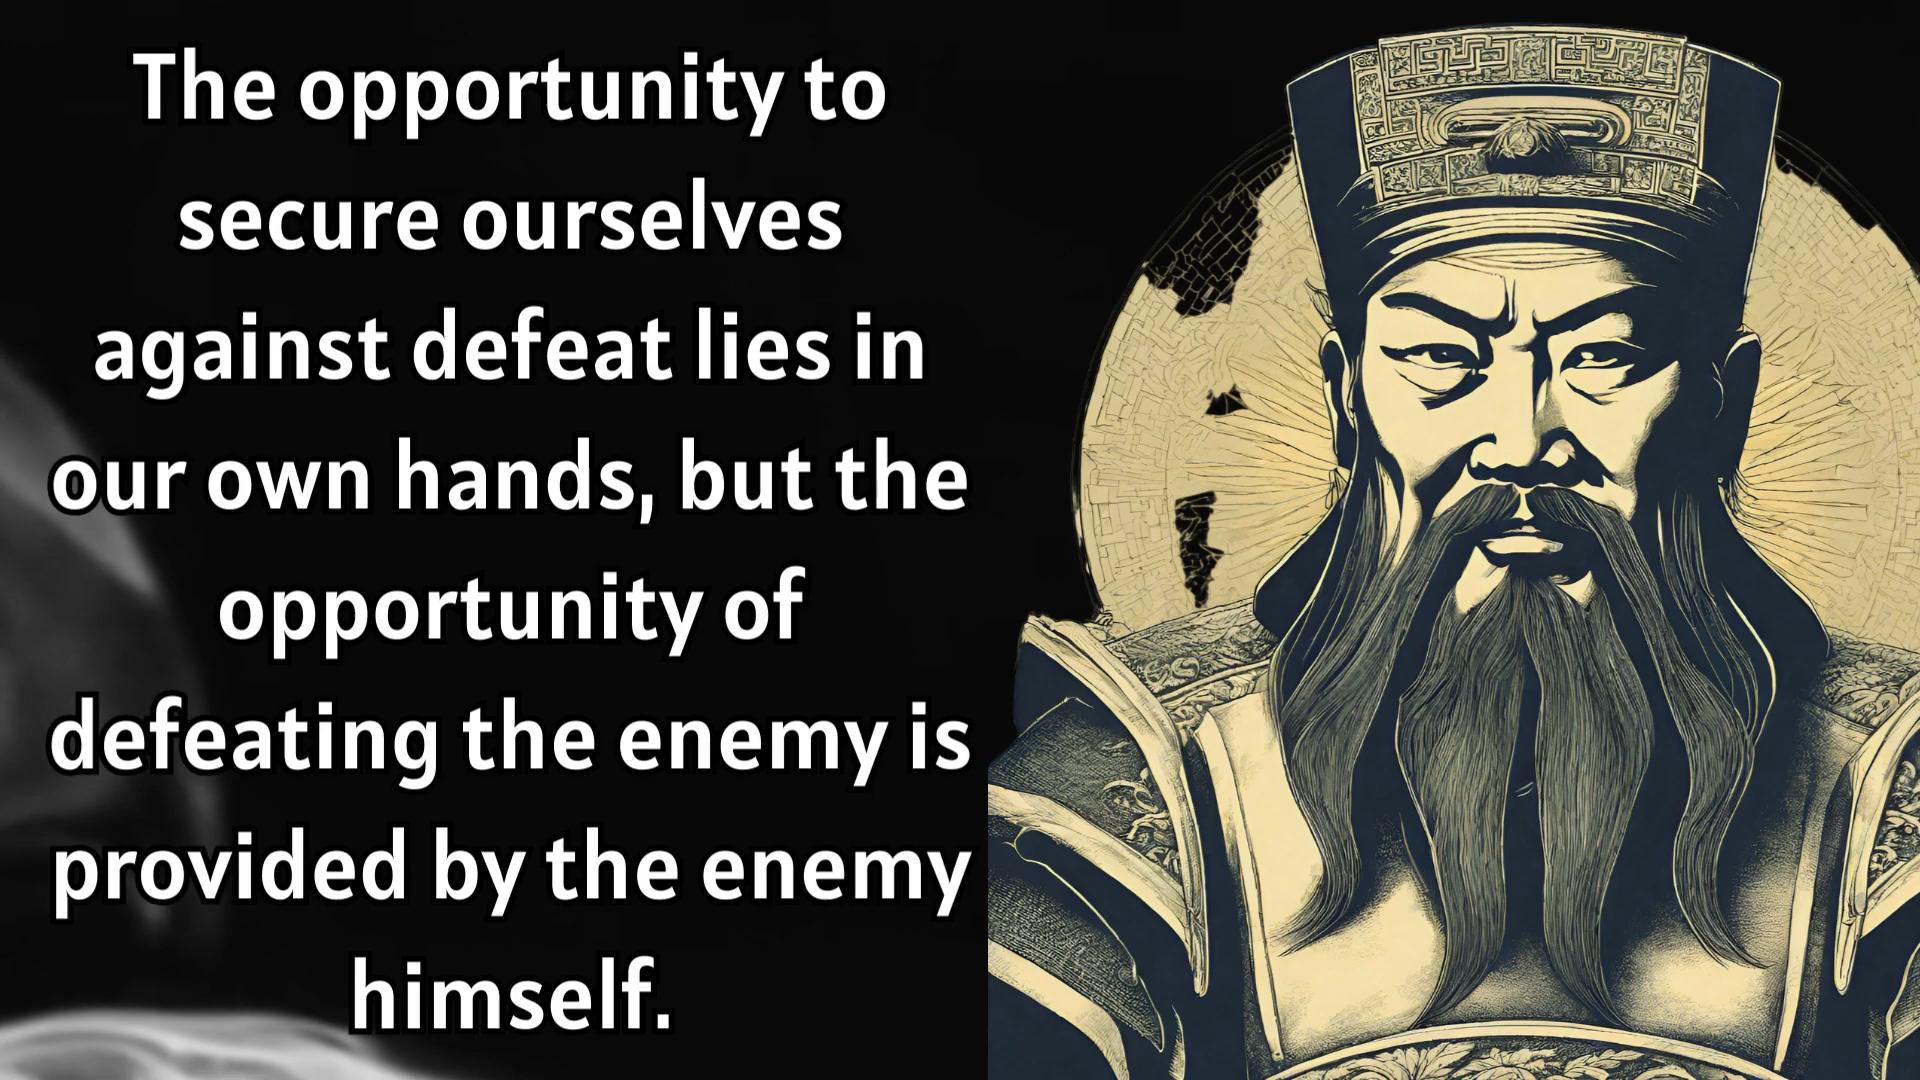 The opportunity to
secure ourselves
against defeat lies in
our own hands, but the
opportunity of
defeating the enemy is
provided by the enemy
himself.